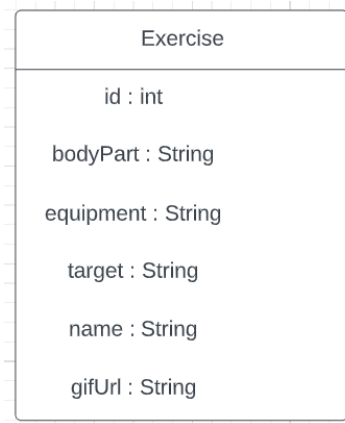 Exercise
id : int
bodyPart : String
equipment : String
target : String
name : String
gifUrl : String